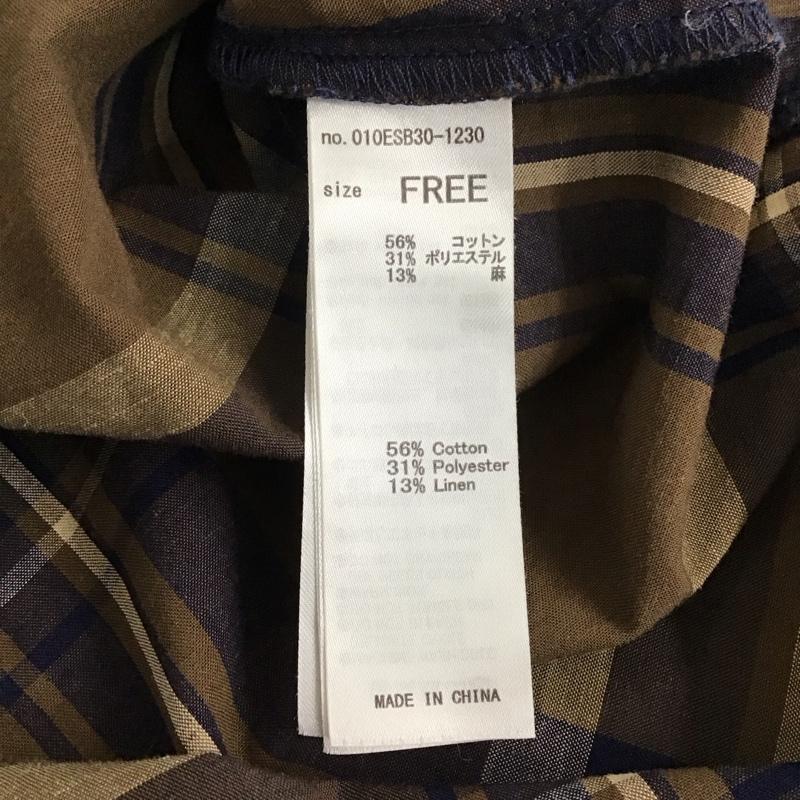 no. 010ESB30-1230
size FREE
56% コットン
31% ポリエステル
13% 麻
56% Cotton
31% Polyester
13% Linen
MADE IN CHINA